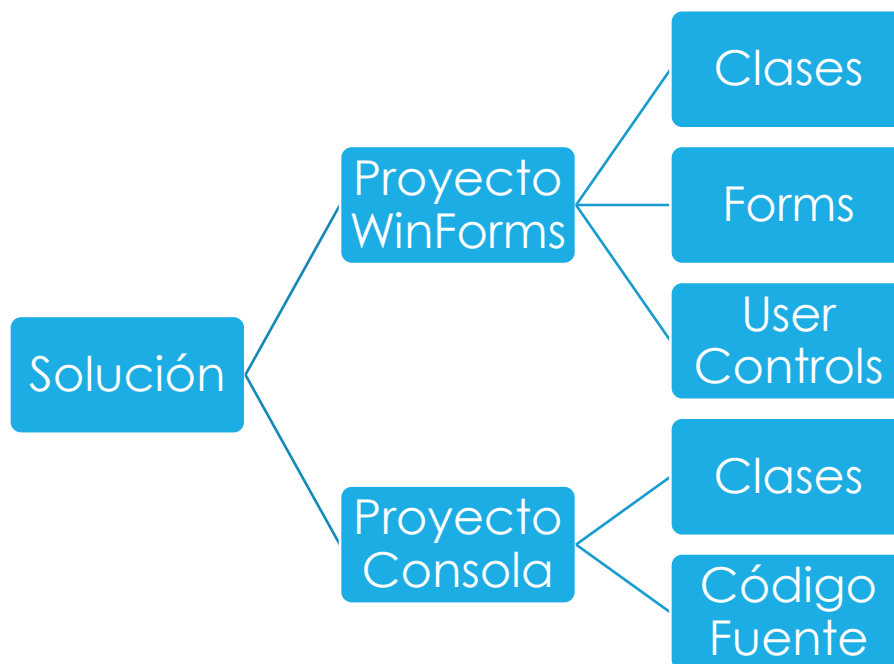 Solución
Proyecto
WinForms
Clases
Forms
User
Controls
Proyecto
Consola
Clases
Código
Fuente